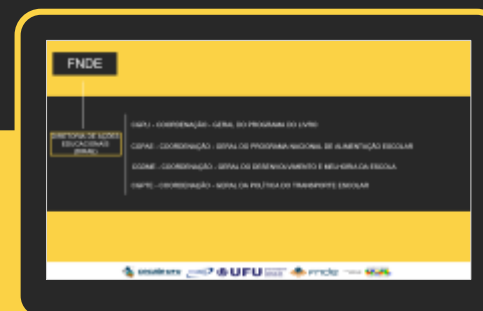 FNDE
DIRETORIA DE AÇÕES
EDUCACIONAIS
CGPLI - COORDENAÇÃO - GERAL DO PROGRAMA DO LIVRO
CGPAE - COORDENAÇÃO - GERAL DO PROGRAMA NACIONAL DE ALIMENTAÇÃO ESCOLAR
CGDME - COORDENAÇÃO - GERAL DO DESENVOLVIMENTO E MELHORIA DA ESCOLA
CGPTE - COORDENAÇÃO - GERAL DA POLÍTICA DO TRANSPORTE ESCOLAR
UFU fnde